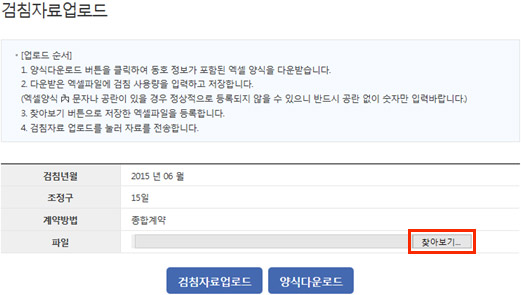 검침자료업로드
· [업로드 순서]
1. 양식다운로드 버튼을 클릭하여 동호 정보가 포함된 엑셀 양식을 다운받습니다.
2. 다운받은 엑셀파일에 검침 사용량을 입력하고 저장합니다.
(엑셀양식 內 문자나 공란이 있을 경우 정상적으로 등록되지 않을 수 있으니 반드시 공란 없이 숫자만 입력바랍니다.)
3. 찾아보기 버튼으로 저장한 엑셀파일을 등록합니다.
4. 검침자료 업로드를 눌러 자료를 전송합니다.
검침년월 2015 년 06 월
조정구 15일
계약방법 종합계약
파일 찾아보기...
검침자료업로드 양식다운로드